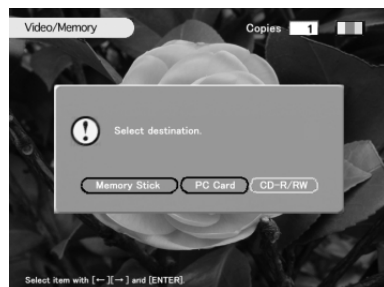 Video/Memory Copies 1
Select destination.
Memory Stick PC Card CD-R/RW
Select item with [←][→] and [ENTER].